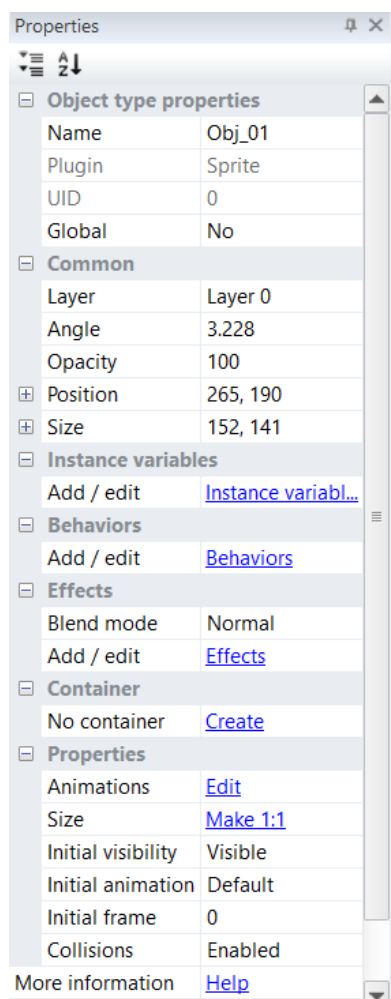 Properties
Object type properties
Name Obj_01
Plugin Sprite
UID 0
Global No
Common
Layer Layer 0
Angle 3.228
Opacity 100
Position 265, 190
Size 152, 141
Instance variables
Add / edit Instance variabl...
Behaviors
Add / edit Behaviors
Effects
Blend mode Normal
Add / edit Effects
Container
No container Create
Properties
Animations Edit
Size Make 1:1
Initial visibility Visible
Initial animation Default
Initial frame 0
Collisions Enabled
More information Help